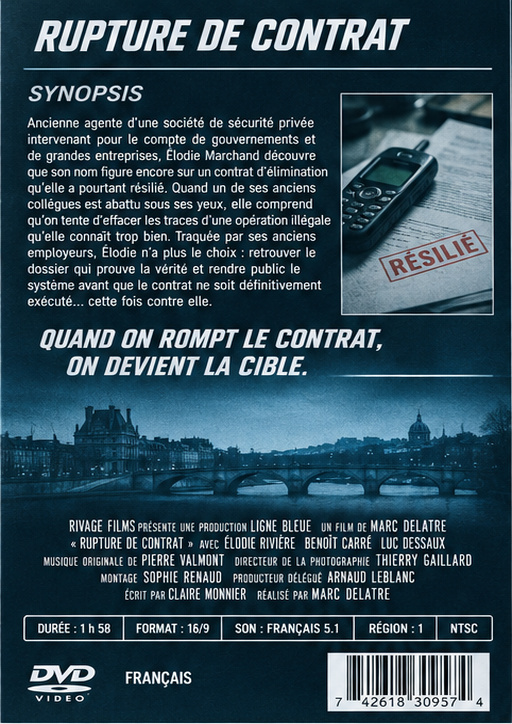 RUPTURE DE CONTRAT
SYNOPSIS
Ancienne agente d'une société de sécurité privée
intervenant pour le compte de gouvernements et
de grandes entreprises, Élodie Marchand découvre
que son nom figure encore sur un contrat d'élimination
qu'elle a pourtant résilié. Quand un de ses anciens
collègues est abattu sous ses yeux, elle comprend
qu'on tente d'effacer les traces d'une opération illégale
qu'elle connaît trop bien. Traquée par ses anciens
employeurs, Élodie n'a plus le choix : retrouver le
dossier qui prouve la vérité et rendre public le
système avant que le contrat ne soit définitivement
exécuté... cette fois contre elle.
RÉSILIÉ
QUAND ON ROMPT LE CONTRAT,
ON DEVIENT LA CIBLE.
RIVAGE FILMS PRÉSENTE UNE PRODUCTION LIGNE BLEUE UN FILM DE MARC DELATRE
« RUPTURE DE CONTRAT » AVEC ÉLODIE RIVIÈRE BENOÎT CARRÉ LUC DESSAUX
MUSIQUE ORIGINALE DE PIERRE VALMONT DIRECTEUR DE LA PHOTOGRAPHIE THIERRY GAILLARD
MONTAGE SOPHIE RENAUD PRODUCTEUR DÉLÉGUÉ ARNAUD LEBLANC
ÉCRIT PAR CLAIRE MONNIER RÉALISÉ PAR MARC DELATRE
DURÉE : 1 h 58 FORMAT : 16/9 SON : FRANÇAIS 5.1 RÉGION : 1 NTSC
DVD
VIDEO
FRANÇAIS
7 42618 30957 4